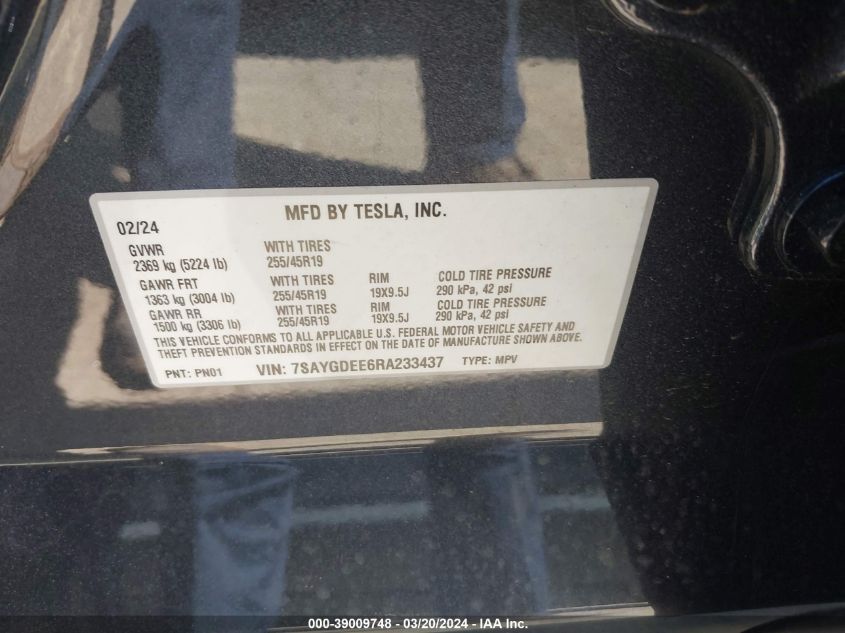 MFD BY TESLA, INC.
02/24
GVWR WITH TIRES
2369 kg (5224 lb) 255/45R19
GAWR FRT WITH TIRES RIM COLD TIRE PRESSURE
1363 kg (3004 lb) 255/45R19 19X9.5J 290 kPa, 42 psi
GAWR RR WITH TIRES RIM COLD TIRE PRESSURE
1500 kg (3306 lb) 255/45R19 19X9.5J 290 kPa, 42 psi
THIS VEHICLE CONFORMS TO ALL APPLICABLE U.S. FEDERAL MOTOR VEHICLE SAFETY AND
THEFT PREVENTION STANDARDS IN EFFECT ON THE DATE OF MANUFACTURE SHOWN ABOVE.
PNT: PN01 VIN: 7SAYGDEE6RA233437 TYPE: MPV
000-39009748 - 03/20/2024 - IAA Inc.